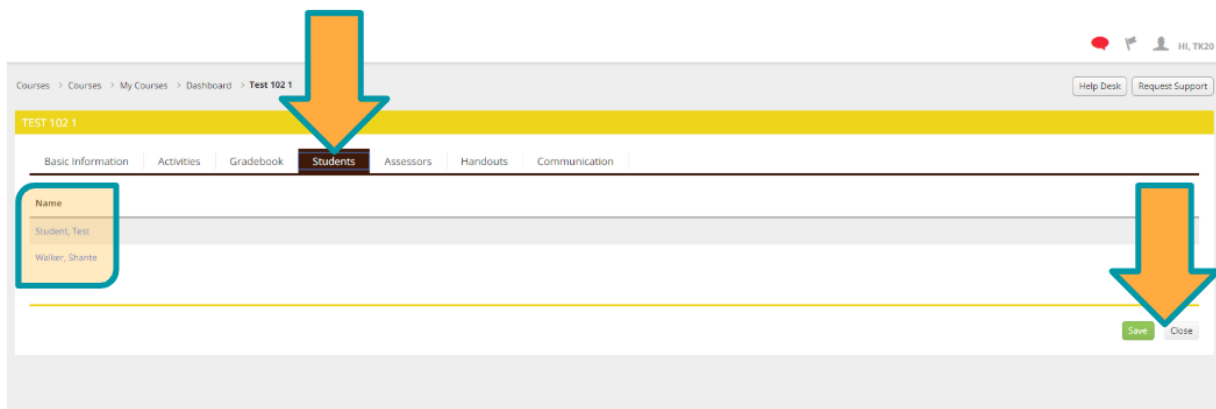 HI, TK20
Courses > Courses > My Courses > Dashboard > Test 102 1
Help Desk Request Support
TEST 102 1
Basic Information Activities Gradebook Students Assessors Handouts Communication
Name
Student, Test
Walker, Shante
Save Close